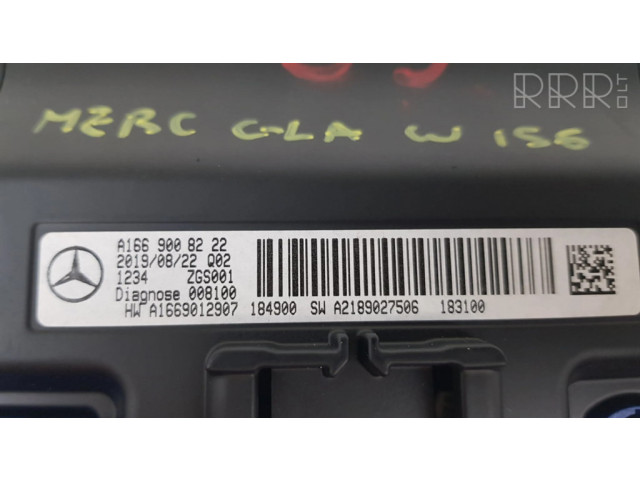 RRR.LT
MERC GLA W 156
A166 900 82 22
2019/08/22 Q02
1234 ZGS001
Diagnose 008100
HW A1669012907 184900 SW A2189027506 183100